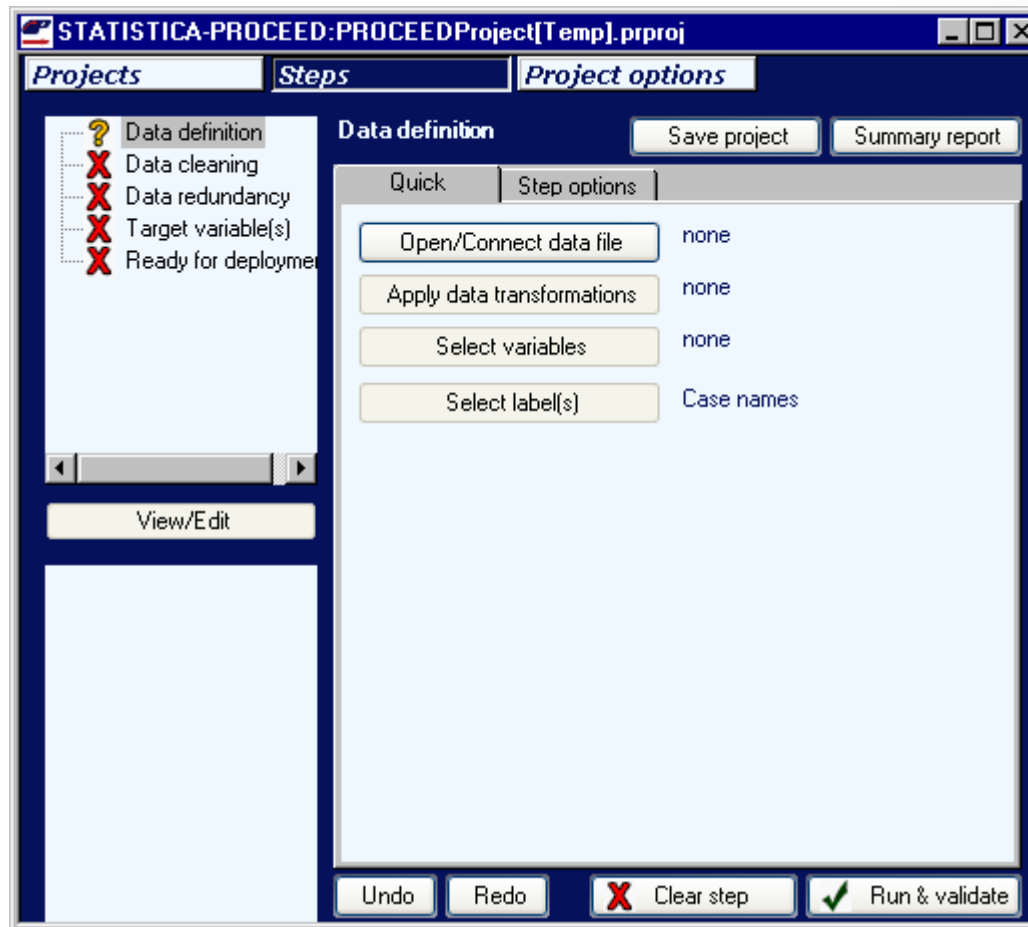 STATISTICA-PROCEED:PROCEEDProject[Temp].prproj
Projects
Steps
Project options
Data definition
Data cleaning
Data redundancy
Target variable(s)
Ready for deployme
View/Edit
Data definition
Save project
Summary report
Quick
Step options
Open/Connect data file
none
Apply data transformations
none
Select variables
none
Select label(s)
Case names
Undo
Redo
Clear step
Run & validate